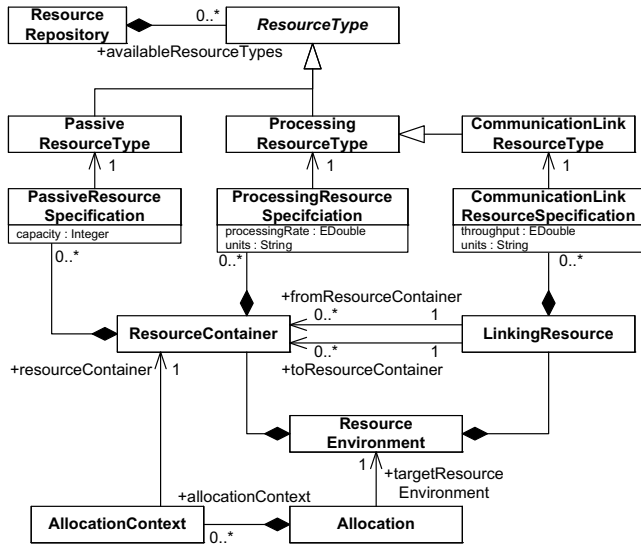 Resource
Repository
0..*
ResourceType
+availableResourceTypes
Passive
ResourceType
Processing
ResourceType
CommunicationLink
ResourceType
1
1
1
PassiveResource
Specification
capacity : Integer
ProcessingResource
Specifciation
processingRate : EDouble
units : String
CommunicationLink
ResourceSpecification
throughput : EDouble
units : String
0..*
0..*
0..*
+fromResourceContainer
0..*
1
ResourceContainer
LinkingResource
0..*
1
+resourceContainer
1
+toResourceContainer
Resource
Environment
1
+targetResource
Environment
+allocationContext
AllocationContext
0..*
Allocation